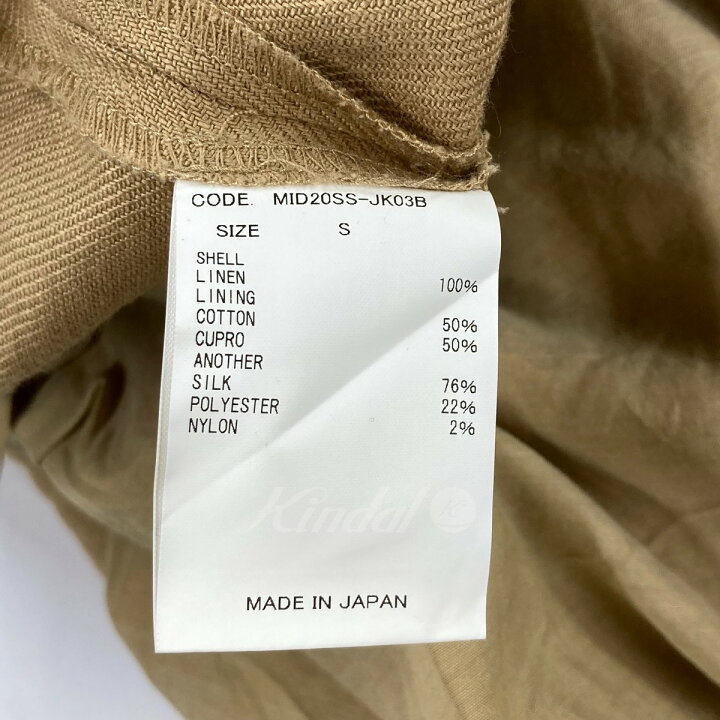 CODE. MID20SS-JK03B
SIZE S
SHELL
LINEN 100%
LINING
COTTON 50%
CUPRO 50%
ANOTHER
SILK 76%
POLYESTER 22%
NYLON 2%
Kindal
MADE IN JAPAN